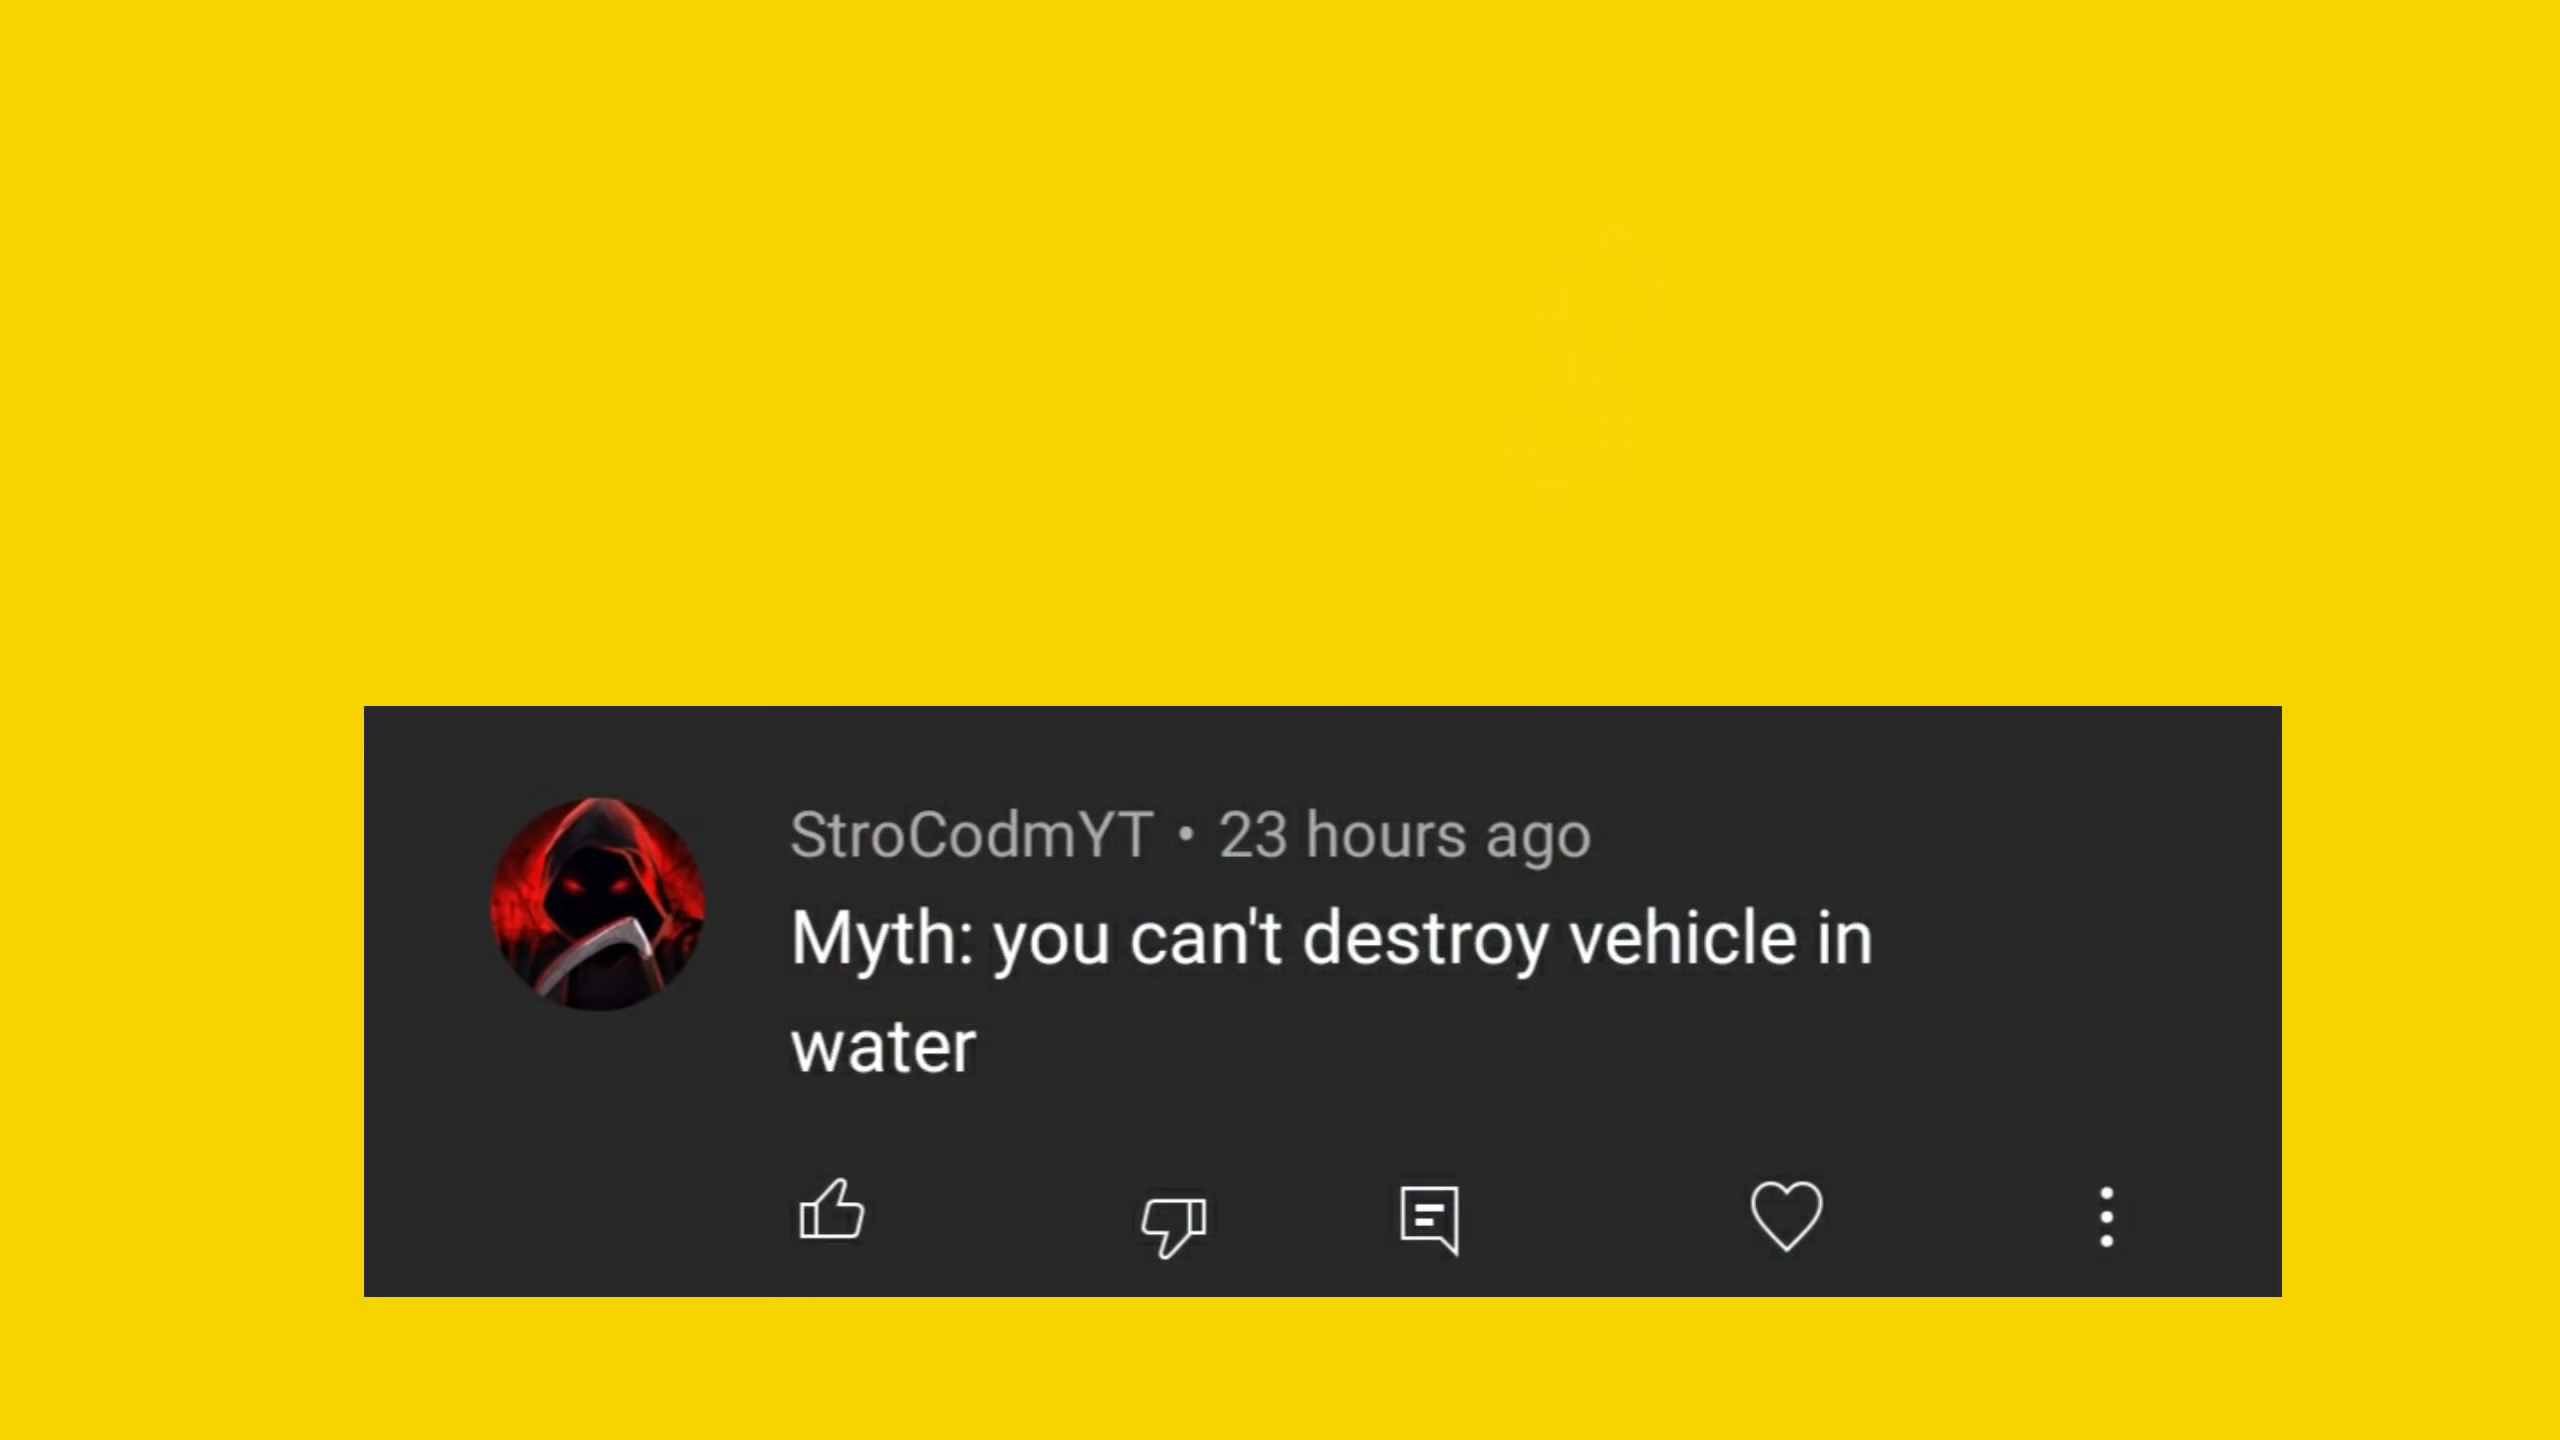 StroCodmYT • 23 hours ago
Myth: you can't destroy vehicle in
water